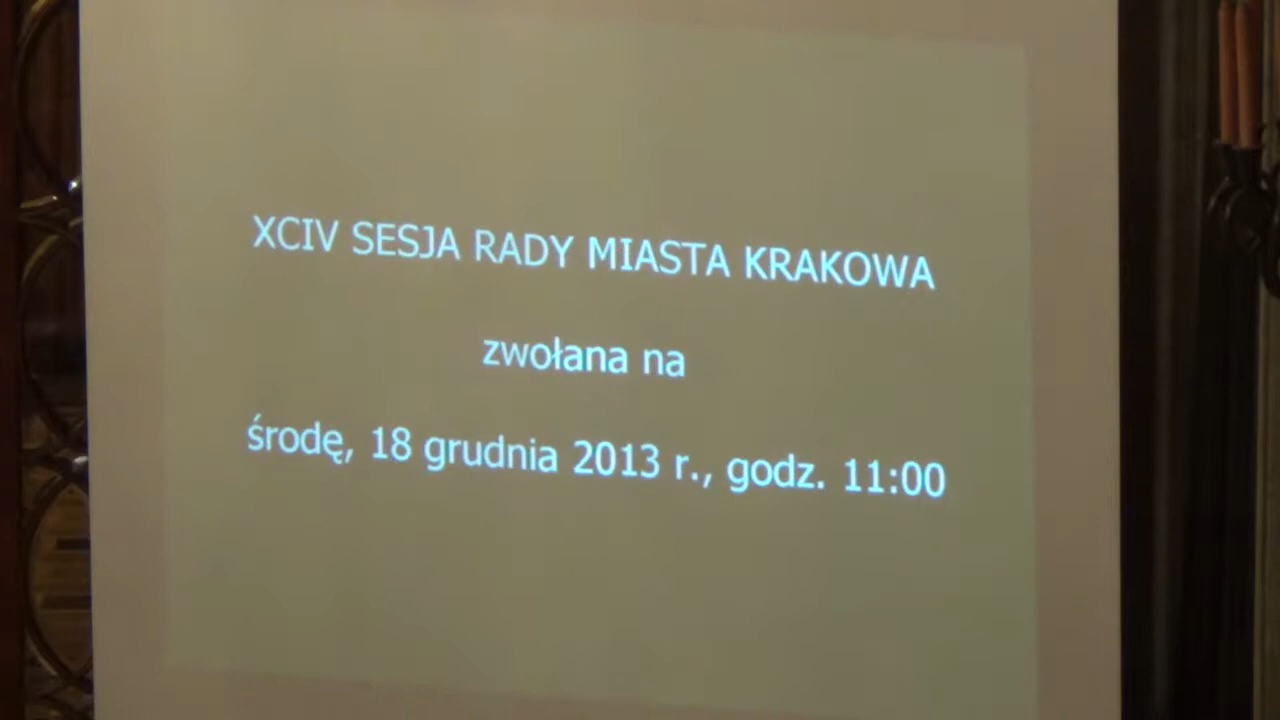 XCIV SESJA RADY MIASTA KRAKOWA
zwołana na
środę, 18 grudnia 2013 r., godz. 11:00